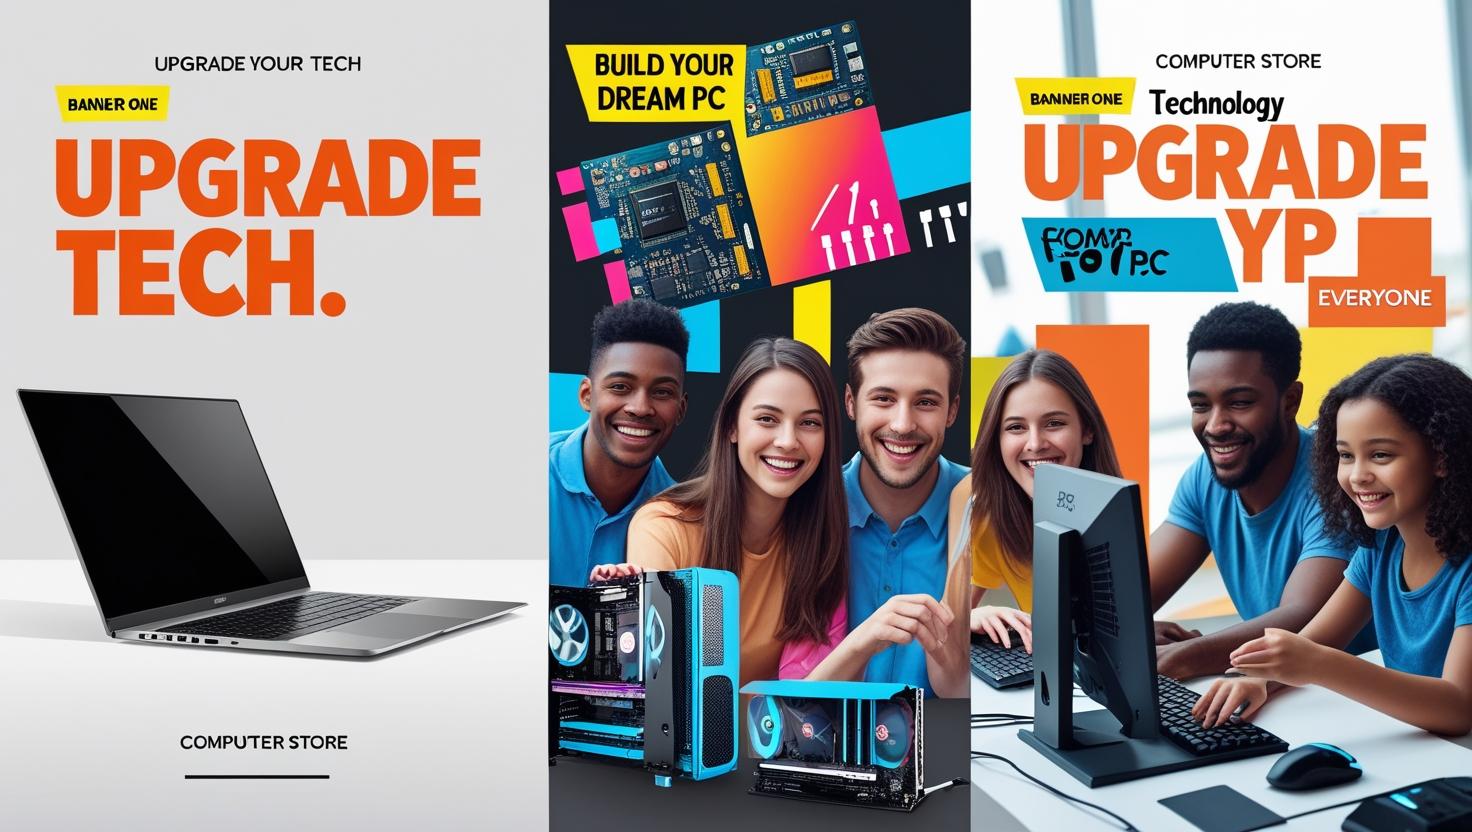 UPGRADE YOUR TECH
BANNER ONE
UPGRADE
TECH.
COMPUTER STORE
BUILD YOUR
DREAM PC
COMPUTER STORE
BANNER ONE
Technology
UPGRADE
YP
PC
EVERYONE